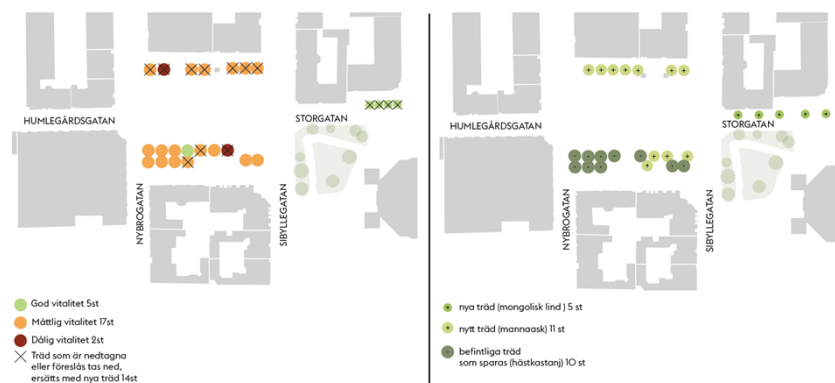 HUMLEGÅRDSGATAN
STORGATAN
NYBROGATAN
SIBYLLEGATAN
God vitalitet 5st
Måttlig vitalitet 17st
Dålig vitalitet 2st
Träd som är nedtagna
eller föreslås tas ned,
ersätts med nya träd 14st
HUMLEGÅRDSGATAN
STORGATAN
NYBROGATAN
SIBYLLEGATAN
nya träd (mongolisk lind ) 5 st
nytt träd (mannaask) 11 st
befintliga träd
som sparas (hästkastanj) 10 st